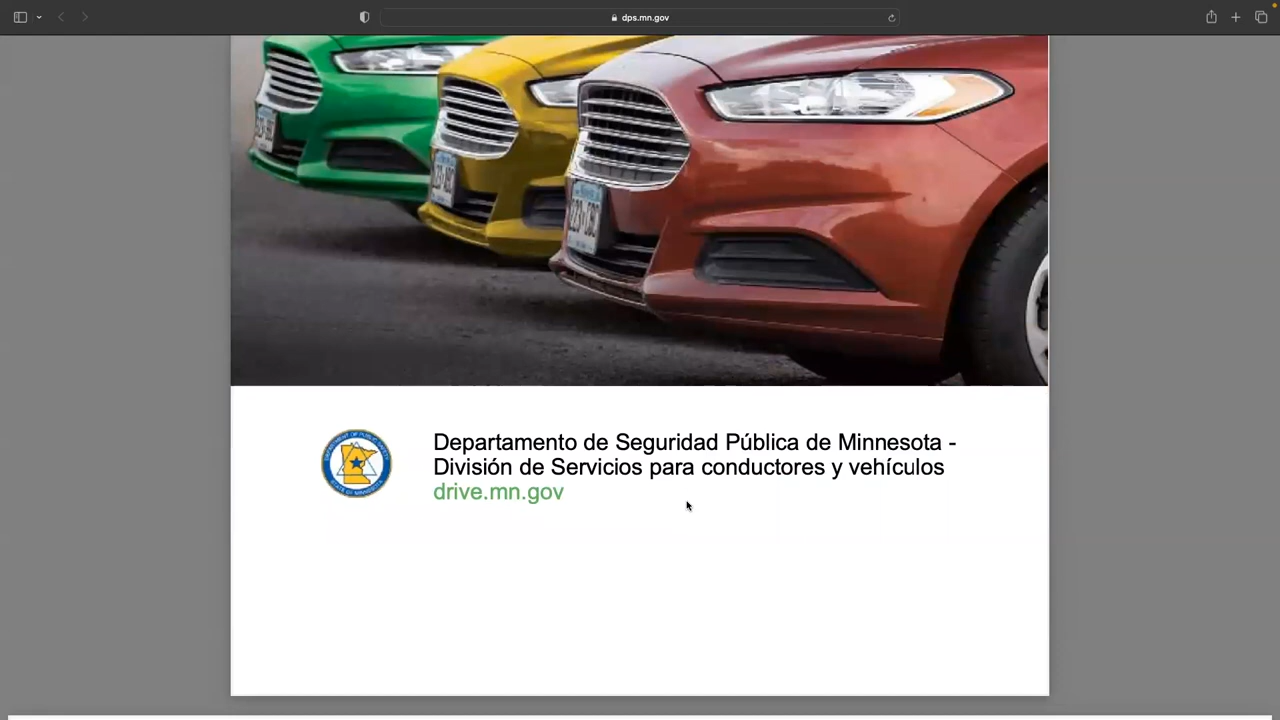 dps.mn.gov
Departamento de Seguridad Pública de Minnesota -
División de Servicios para conductores y vehículos
drive.mn.gov